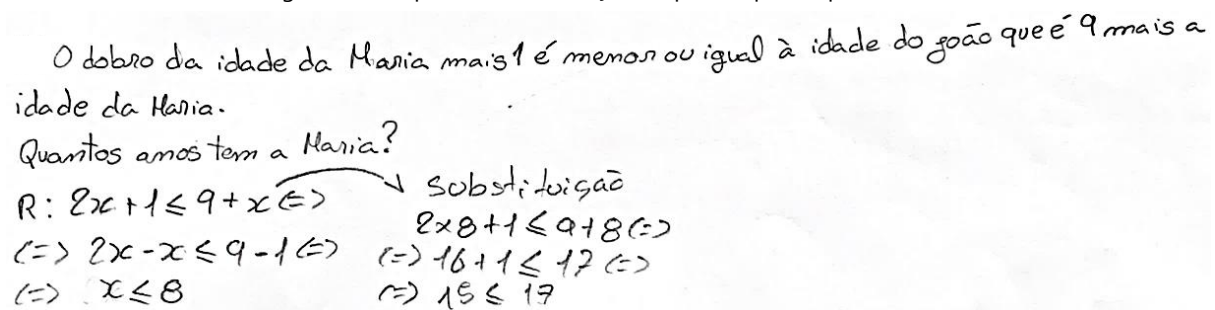 O dobro da idade da Maria mais 1 é menor ou igual à idade do joão que é 9 mais a
idade da Maria.
Quantos anos tem a Maria?
R: 2x + 1 ≤ 9 + x (=> Substituição
2x8+1 ≤ 9+8 (=>
(=> 2x - x ≤ 9 - 1 (=> (=> 16+1 ≤ 17 (=>
(=> x ≤ 8 (=> 15 ≤ 17